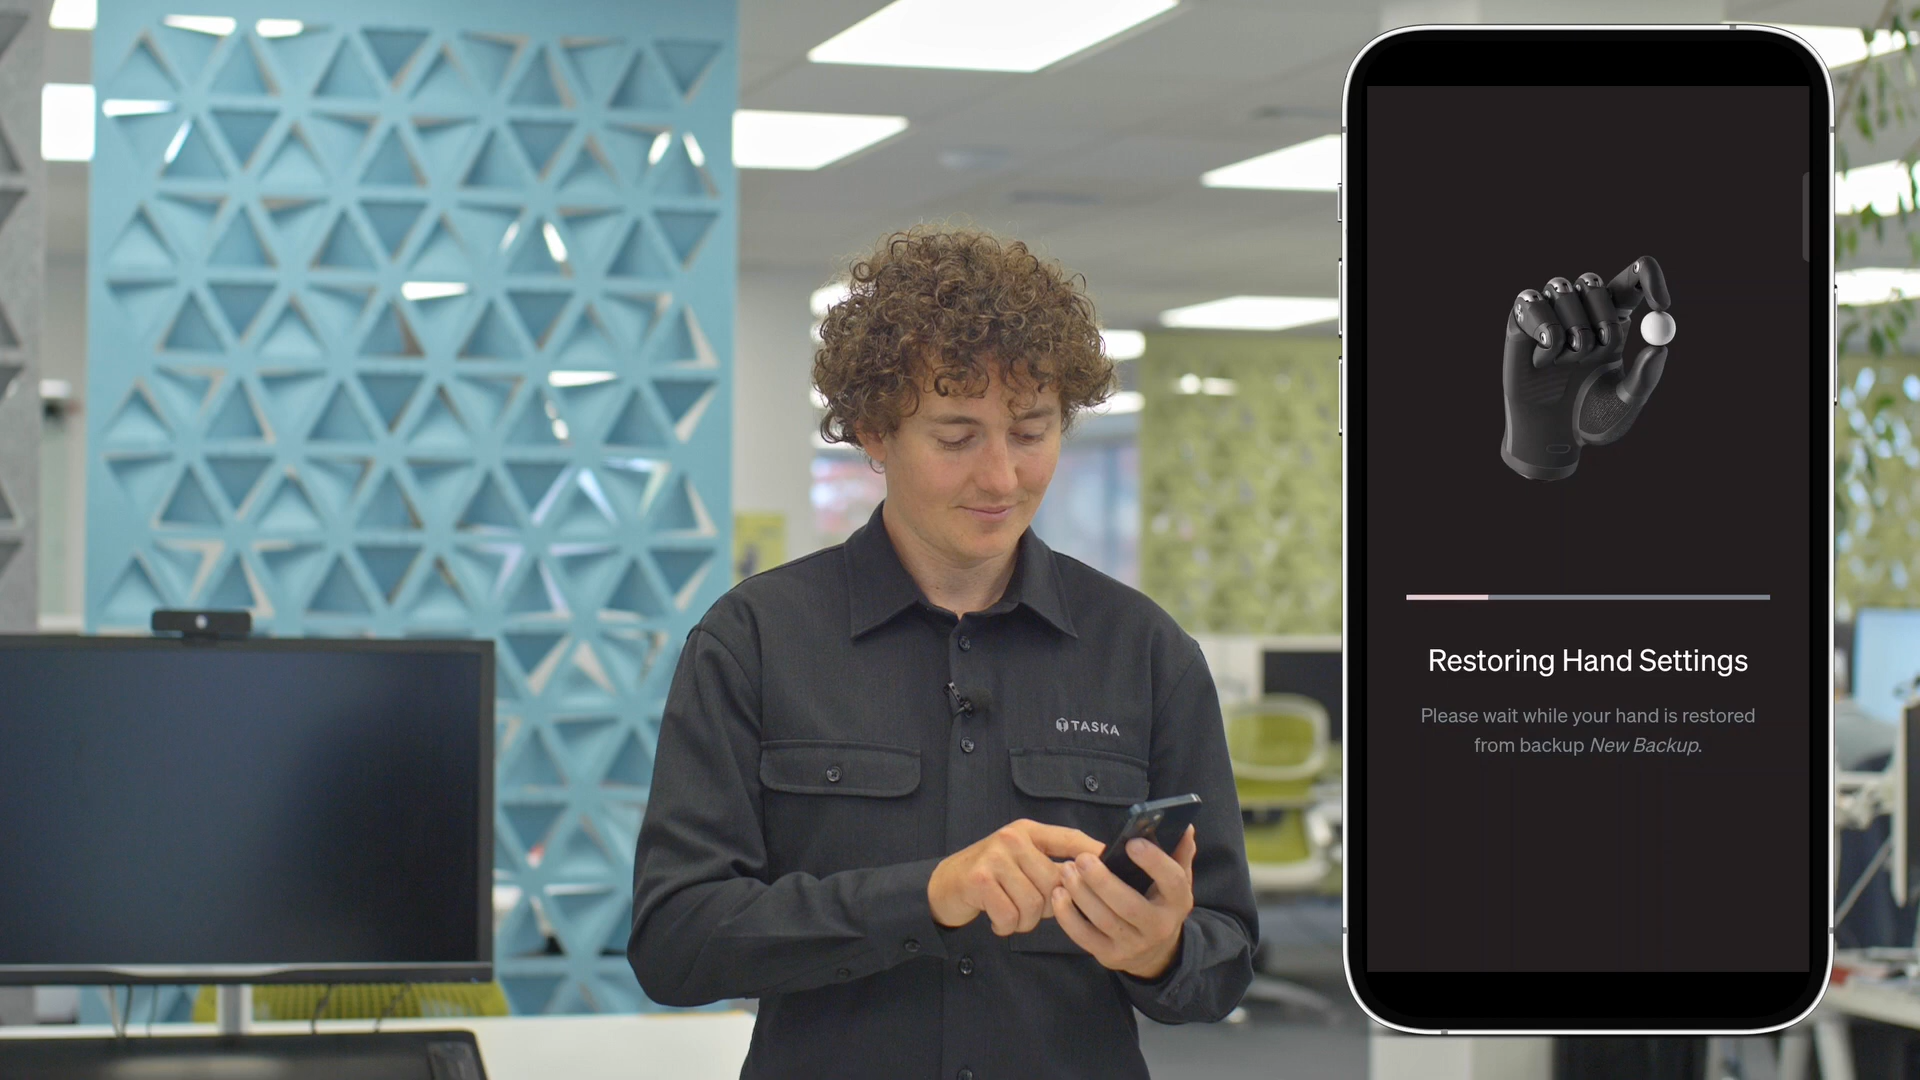 TASKA
Restoring Hand Settings
Please wait while your hand is restored
from backup New Backup.